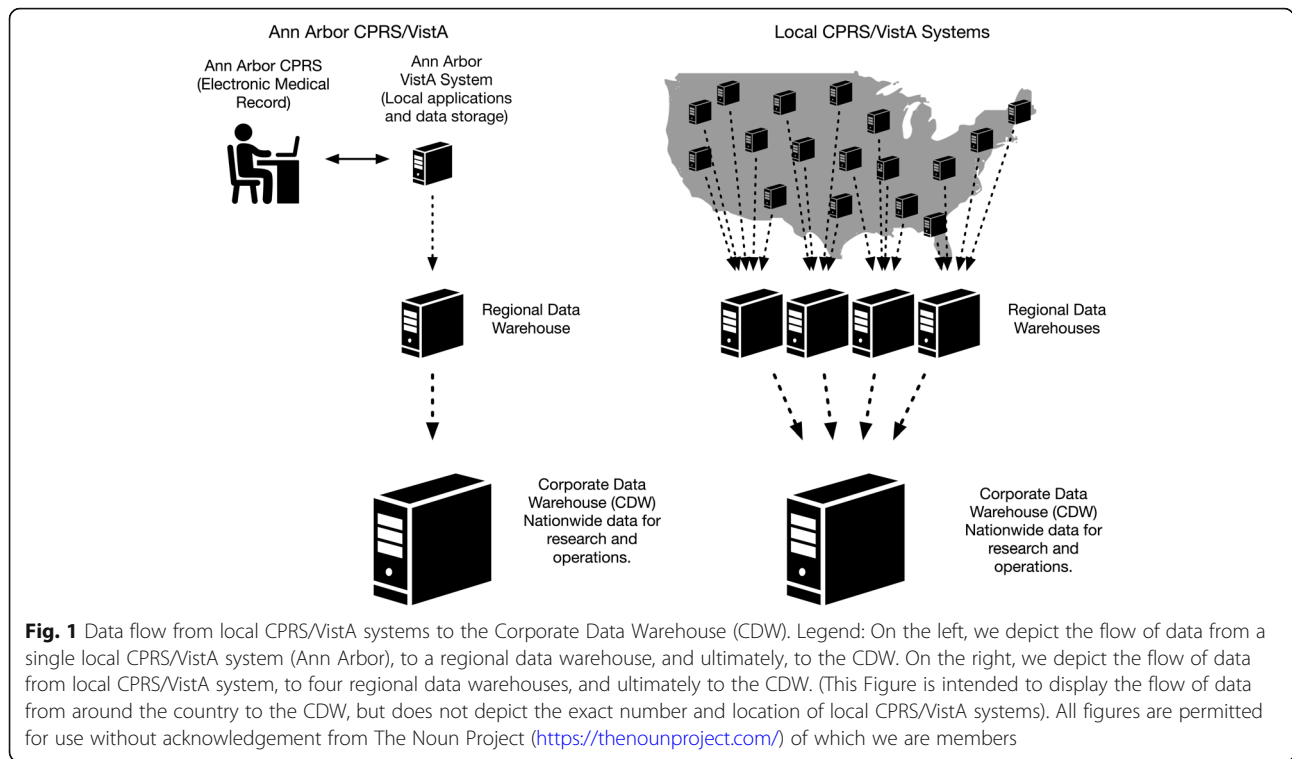 Ann Arbor CPRS/VistA
Ann Arbor CPRS
(Electronic Medical
Record)
Ann Arbor
VistA System
(Local applications
and data storage)
Regional Data
Warehouse
Corporate Data
Warehouse (CDW)
Nationwide data for
research and
operations.
Local CPRS/VistA Systems
Regional Data
Warehouses
Corporate Data
Warehouse (CDW)
Nationwide data for
research and
operations.
Fig. 1 Data flow from local CPRS/VistA systems to the Corporate Data Warehouse (CDW). Legend: On the left, we depict the flow of data from a
single local CPRS/VistA system (Ann Arbor), to a regional data warehouse, and ultimately, to the CDW. On the right, we depict the flow of data
from local CPRS/VistA system, to four regional data warehouses, and ultimately to the CDW. (This Figure is intended to display the flow of data
from around the country to the CDW, but does not depict the exact number and location of local CPRS/VistA systems). All figures are permitted
for use without acknowledgement from The Noun Project (https://thenounproject.com/) of which we are members